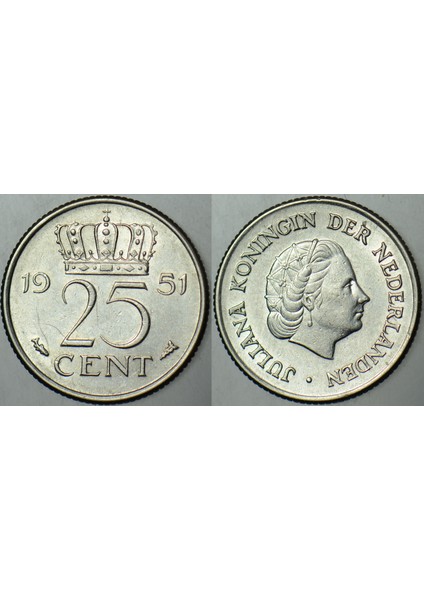 19 51
25
CENT
JULIANA KONINGIN DER NEDERLANDEN